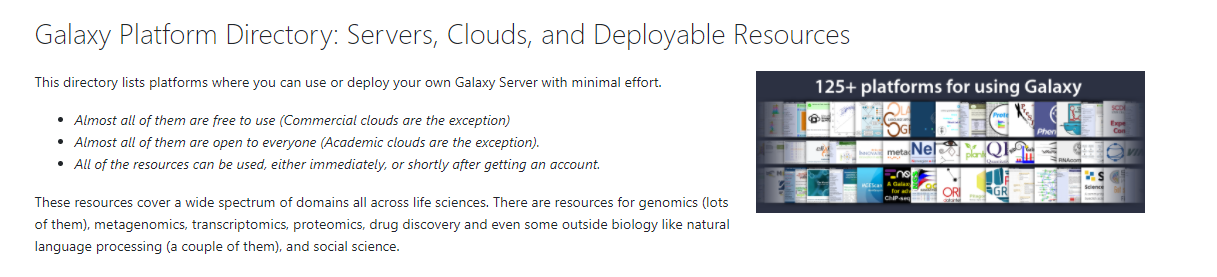 Galaxy Platform Directory: Servers, Clouds, and Deployable Resources
This directory lists platforms where you can use or deploy your own Galaxy Server with minimal effort.
Almost all of them are free to use (Commercial clouds are the exception)
Almost all of them are open to everyone (Academic clouds are the exception).
All of the resources can be used, either immediately, or shortly after getting an account.
These resources cover a wide spectrum of domains all across life sciences. There are resources for genomics (lots
of them), metagenomics, transcriptomics, proteomics, drug discovery and even some outside biology like natural
language processing (a couple of them), and social science.
125+ platforms for using Galaxy